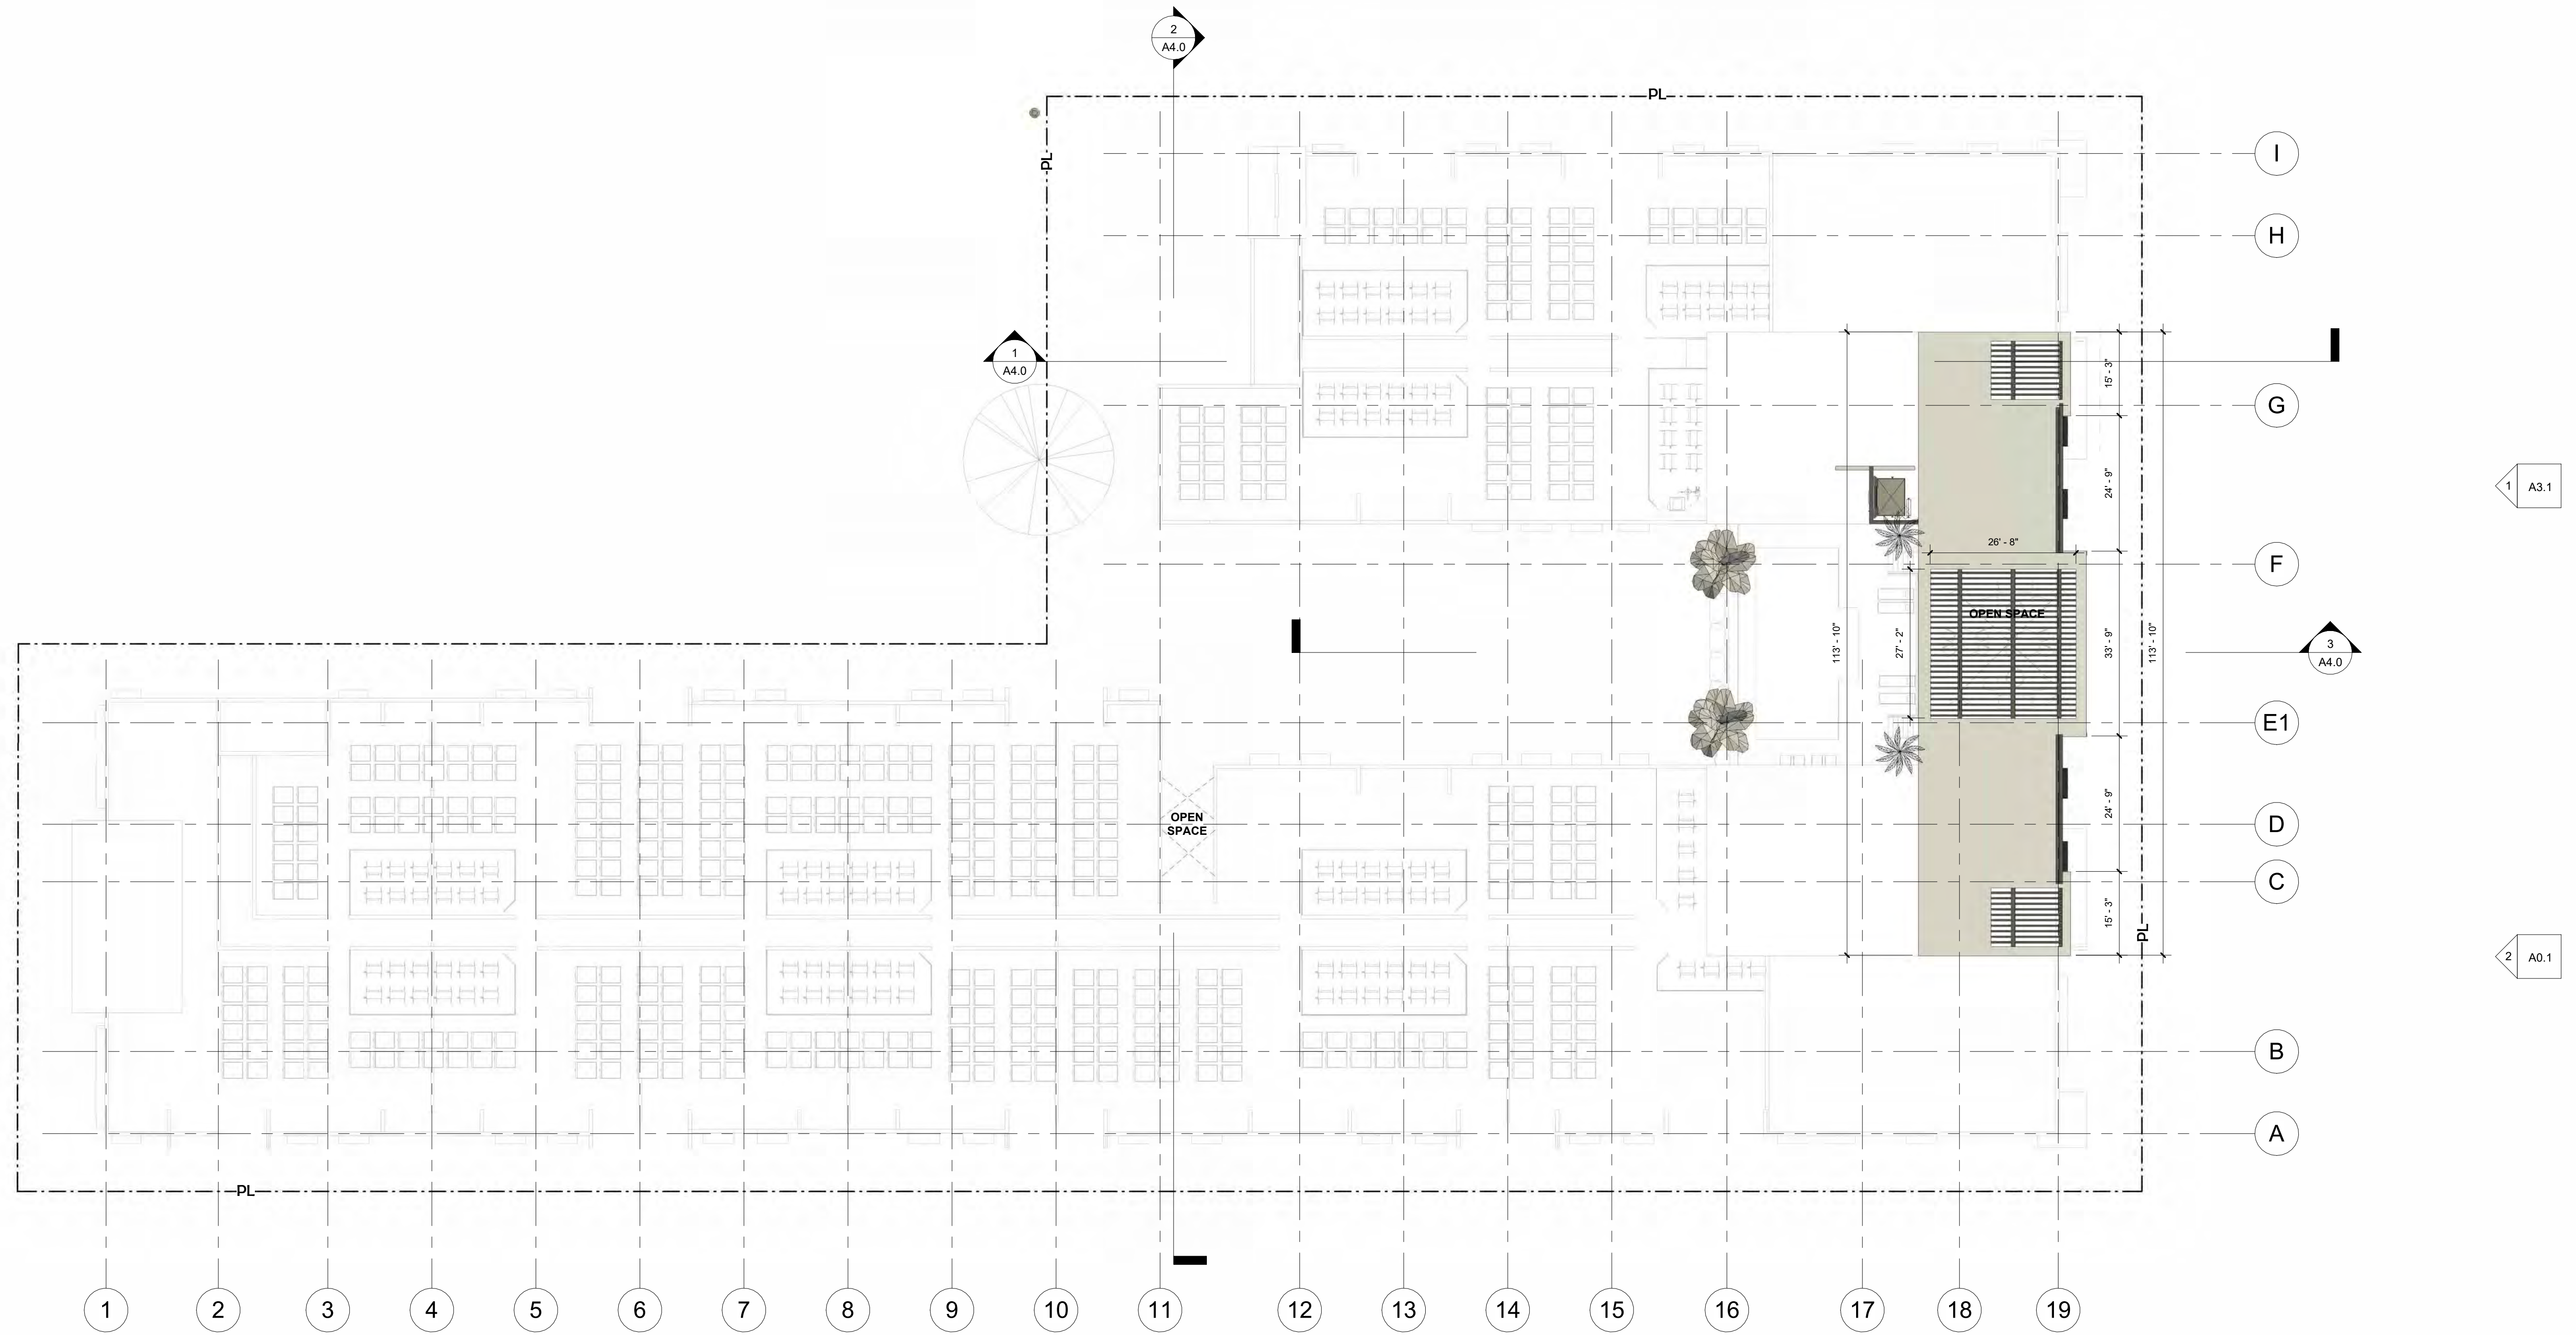 2
A4.0
PL
PL
I
H
1
A4.0
15' - 3"
G
24' - 9"
1
A3.1
26' - 8"
F
OPEN SPACE
113' - 10"
27' - 2"
33' - 9"
113' - 10"
3
A4.0
E1
24' - 9"
OPEN
SPACE
D
C
15' - 3"
PL
2
A0.1
B
A
PL
1
2
3
4
5
6
7
8
9
10
11
12
13
14
15
16
17
18
19